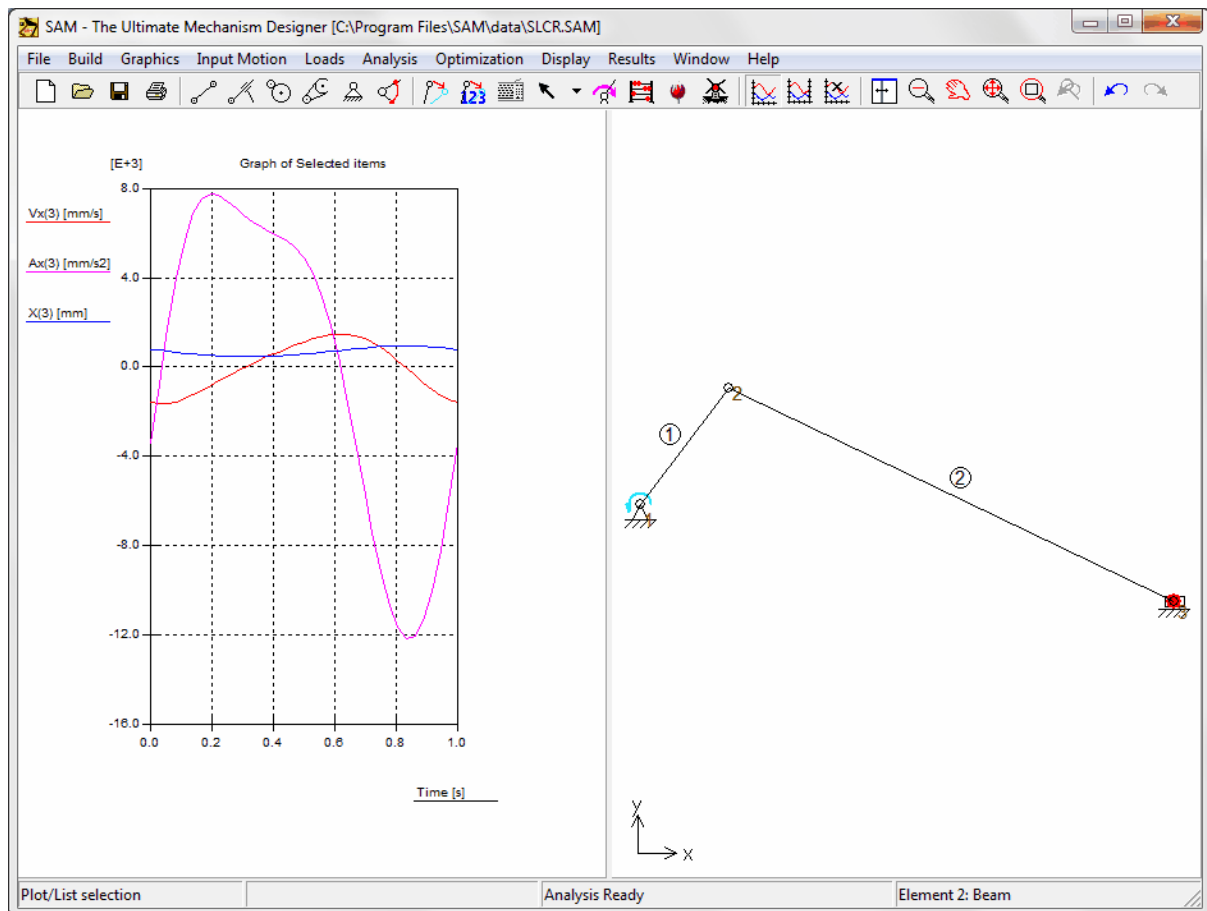 SAM - The Ultimate Mechanism Designer [C:\Program Files\SAM\data\SLCR.SAM]
File Build Graphics Input Motion Loads Analysis Optimization Display Results Window Help
123
[E+3] Graph of Selected items
8.0
Vx(3) [mm/s]
Ax(3) [mm/s2]
4.0
X(3) [mm]
0.0
-4.0
-8.0
-12.0
-16.0
0.0 0.2 0.4 0.6 0.8 1.0
Time [s]
2
1
2
1
3
y
x
Plot/List selection Analysis Ready Element 2: Beam